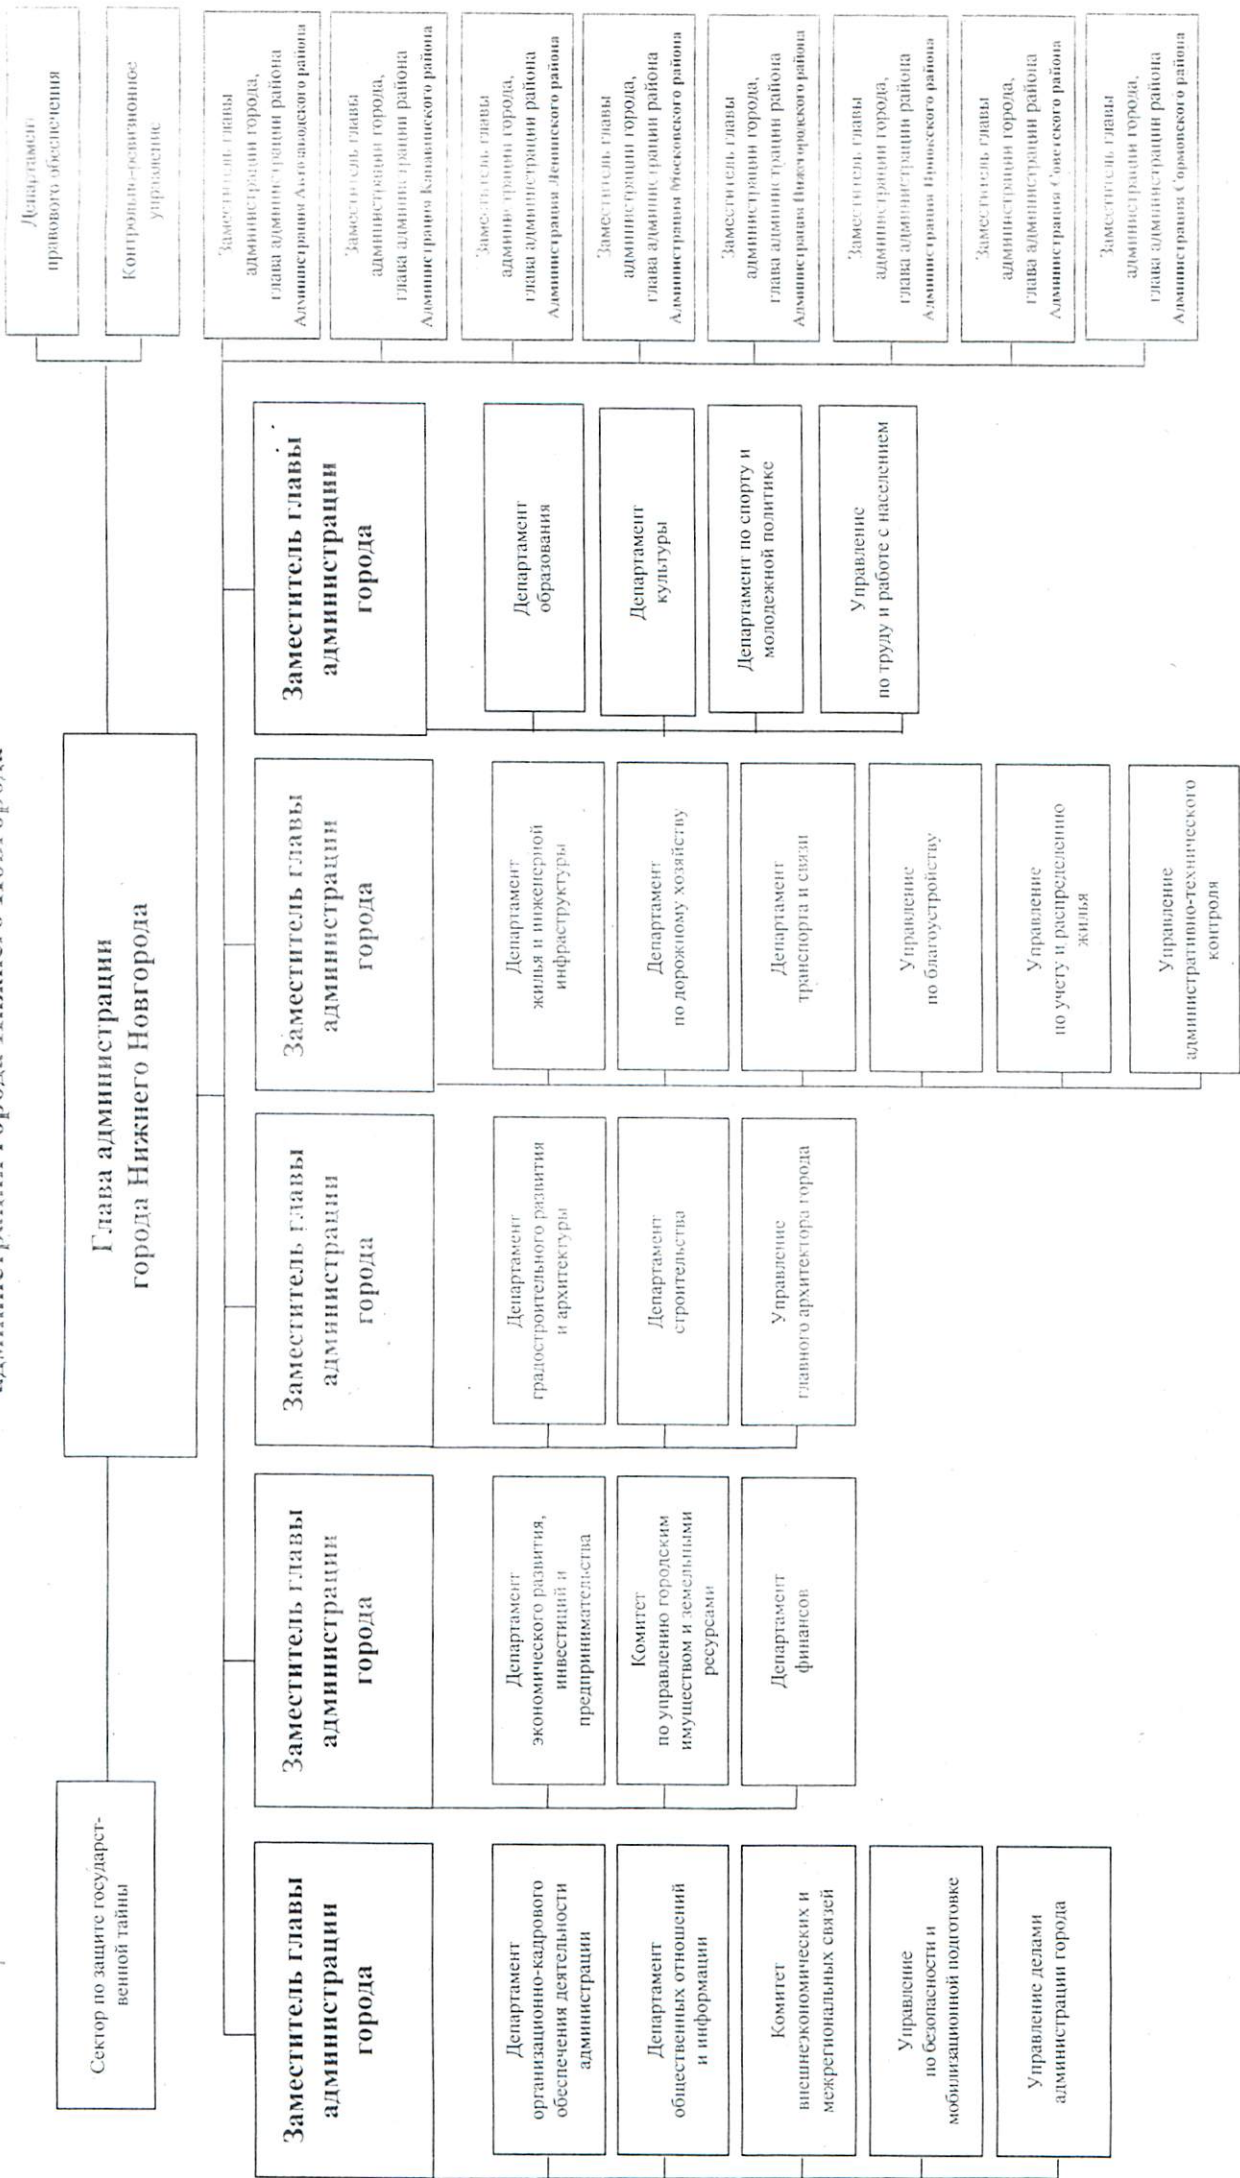 Глава администрации
города Нижнего Новгорода
Сектор по защите государст-
венной тайны
Департамент
правового обеспечения
Контрольно-ревизионное
управление
Заместитель главы
администрации
города
Департамент
организационно-кадрового
обеспечения деятельности
администрации
Департамент
общественных отношений
и информации
Комитет
внешнеэкономических и
межрегиональных связей
Управление
по безопасности и
мобилизационной подготовке
Управление делами
администрации города
Заместитель главы
администрации
города
Департамент
экономического развития,
инвестиций и
предпринимательства
Комитет
по управлению городским
имуществом и земельными
ресурсами
Департамент
финансов
Заместитель главы
администрации
города
Департамент
градостроительного развития
и архитектуры
Департамент
строительства
Управление
главного архитектора города
Заместитель главы
администрации
города
Департамент
жилья и инженерной
инфраструктуры
Департамент
по дорожному хозяйству
Департамент
транспорта и связи
Управление
по благоустройству
Управление
по учету и распределению
жилья
Управление
административно-технического
контроля
Заместитель главы
администрации
города
Департамент
образования
Департамент
культуры
Департамент по спорту и
молодежной политике
Управление
по труду и работе с населением
Заместитель главы
администрации города,
глава администрации района
Администрация Автозаводского района
Заместитель главы
администрации города,
глава администрации района
Администрация Канавинского района
Заместитель главы
администрации города,
глава администрации района
Администрация Ленинского района
Заместитель главы
администрации города,
глава администрации района
Администрация Московского района
Заместитель главы
администрации города,
глава администрации района
Администрация Нижегородского района
Заместитель главы
администрации города,
глава администрации района
Администрация Приокского района
Заместитель главы
администрации города,
глава администрации района
Администрация Советского района
Заместитель главы
администрации города,
глава администрации района
Администрация Сормовского района